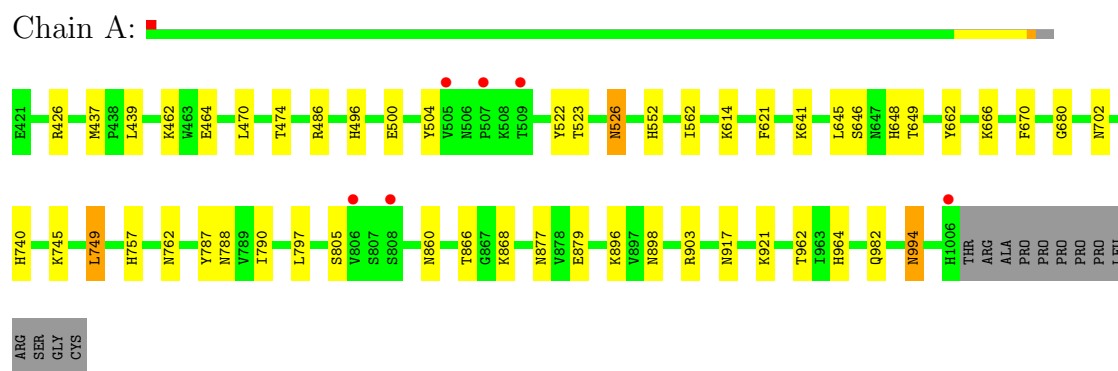 Chain A:
E421 R426 M437 P438 L439 K462 W463 E464 L470 T474 R486 H496 E500 Y504 V505 N506 P507 K508 T509 Y522 T523 N526 H552 I562 K614 F621 K641 L645 S646 N647 H648 T649 Y662 K666 F670 G680 N702
H740 K745 L749 H757 N762 Y787 N788 V789 I790 L797 S805 V806 S807 S808 N860 T866 G867 K868 N877 V878 E879 K896 V897 N898 R903 N917 K921 T962 I963 H964 Q982 N994 H1006 THR ARG ALA PRO PRO PRO PRO PRO LEU
ARG SER GLY CYS